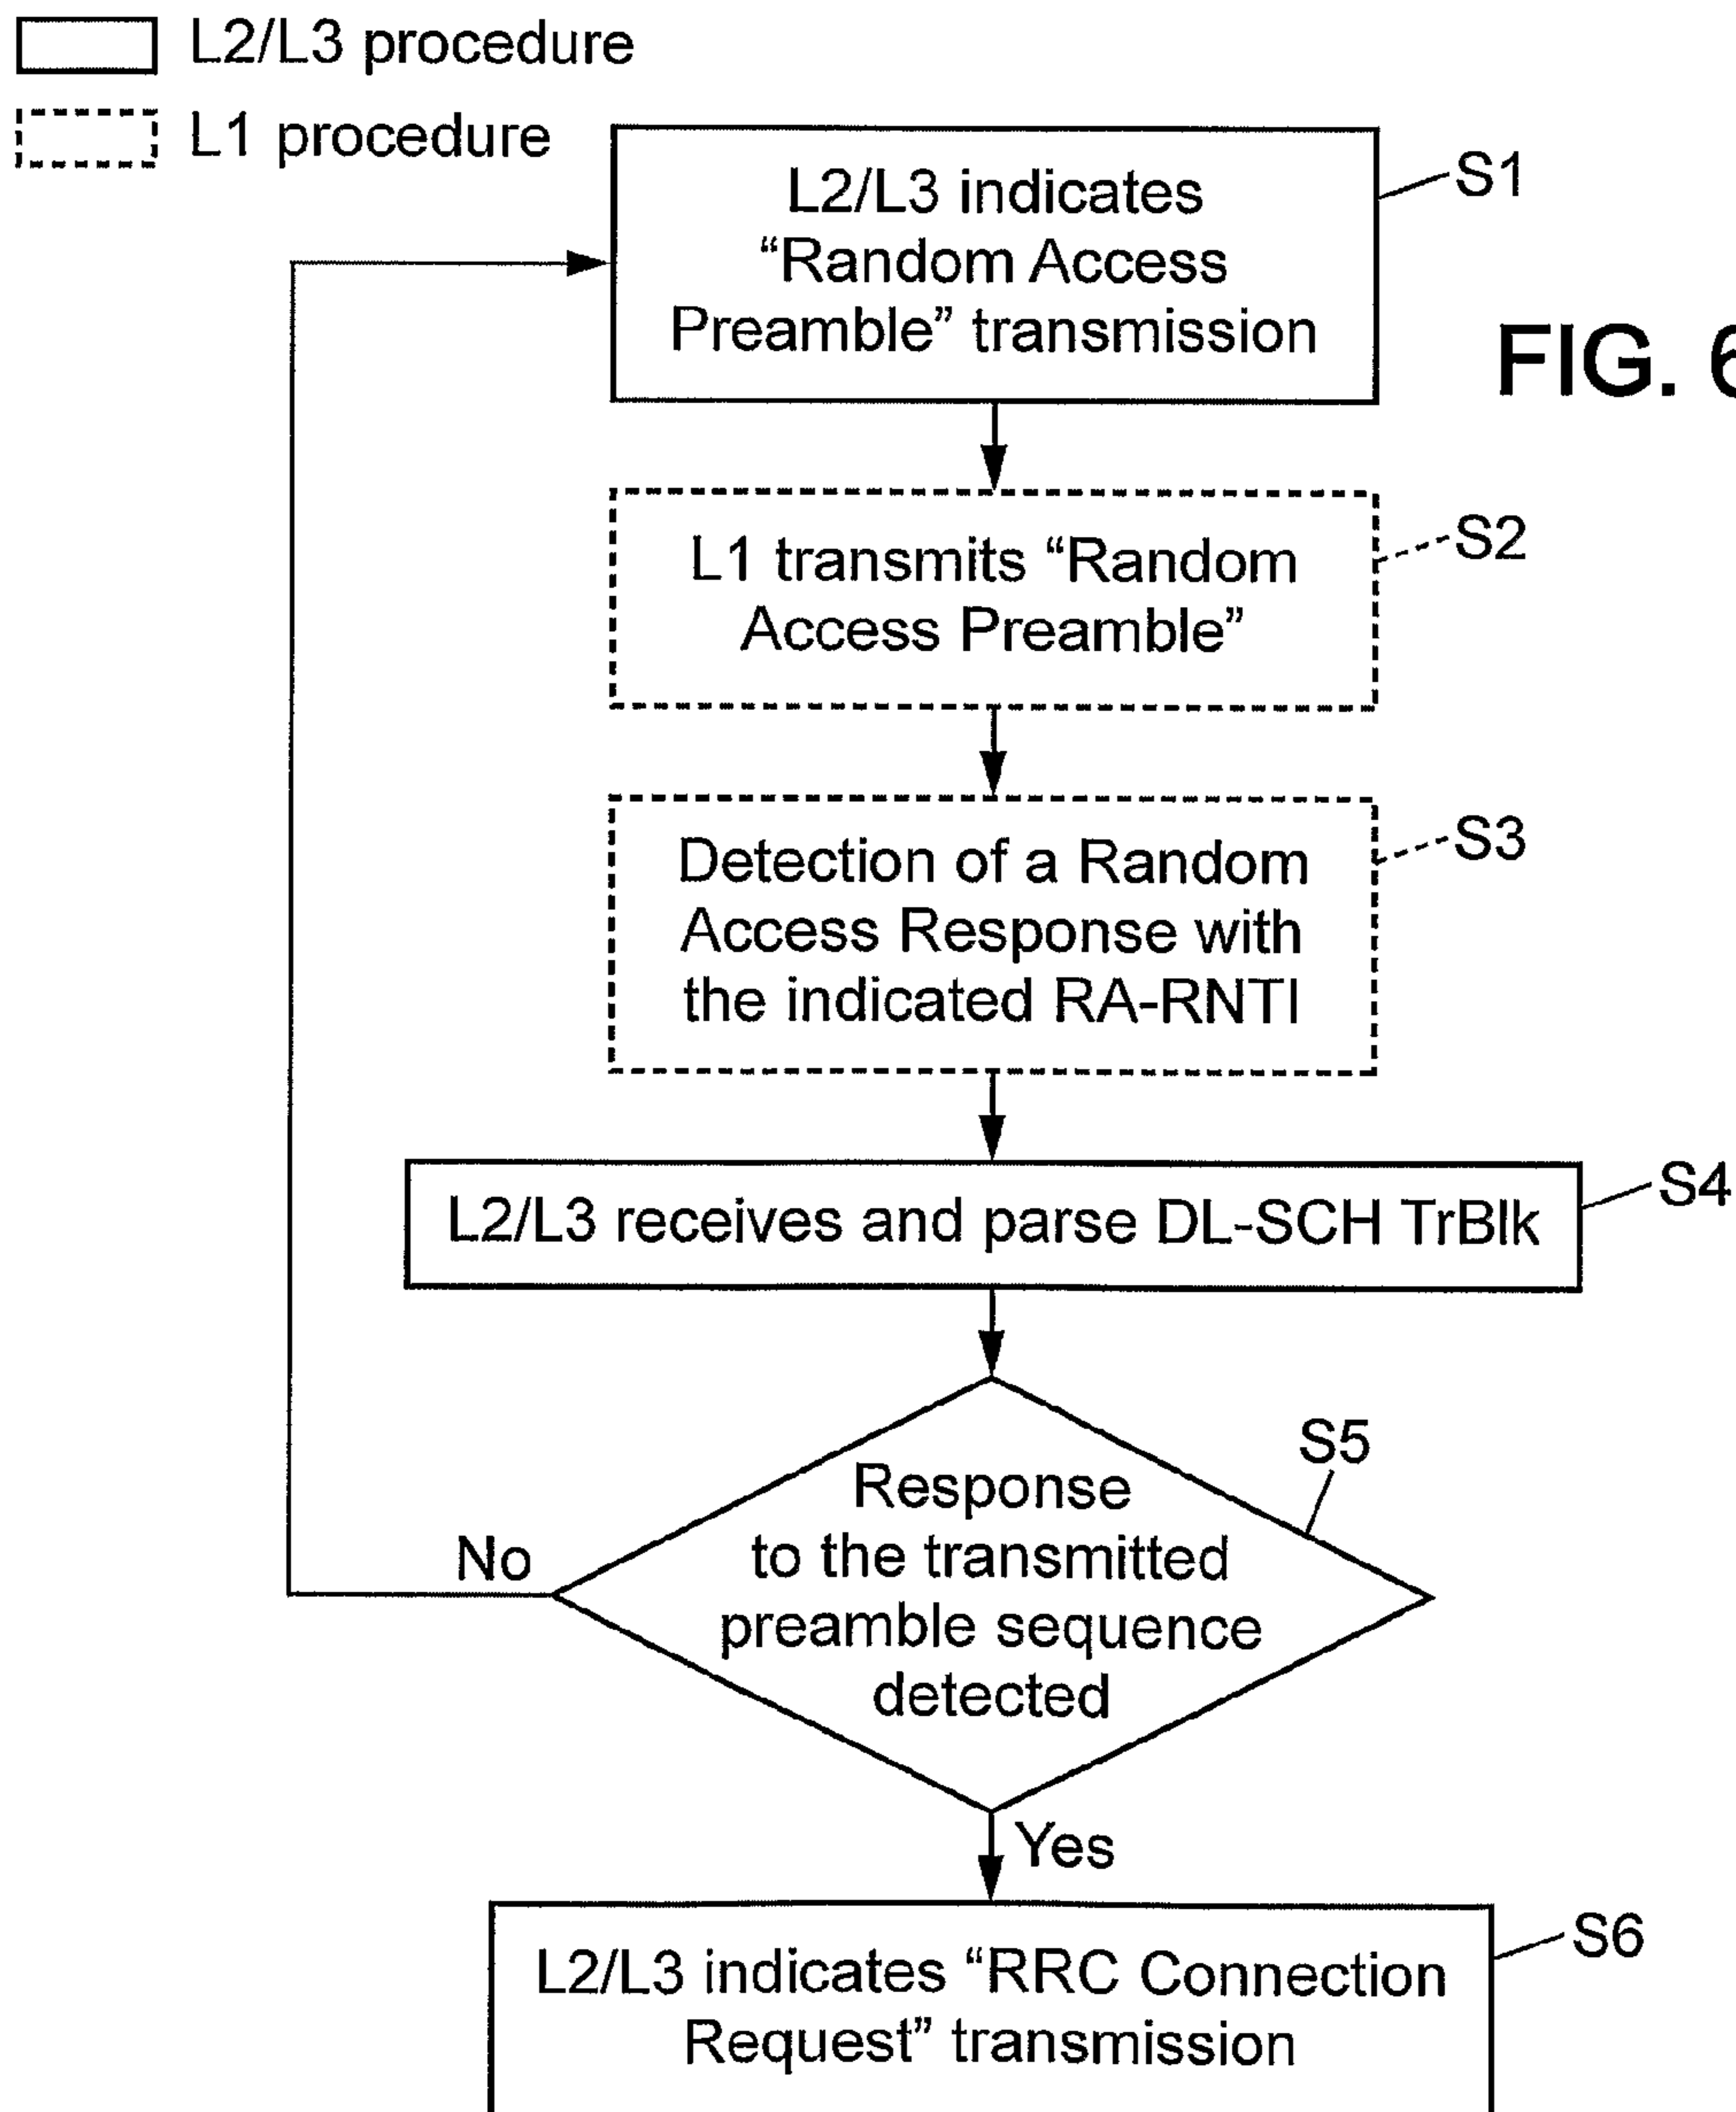 L2/L3 procedure
L1 procedure
L2/L3 indicates
“Random Access
Preamble” transmission
S1
FIG. 6
L1 transmits “Random
Access Preamble”
S2
Detection of a Random
Access Response with
the indicated RA-RNTI
S3
L2/L3 receives and parse DL-SCH TrBlk
S4
Response
to the transmitted
preamble sequence
detected
S5
No
Yes
L2/L3 indicates “RRC Connection
Request” transmission
S6